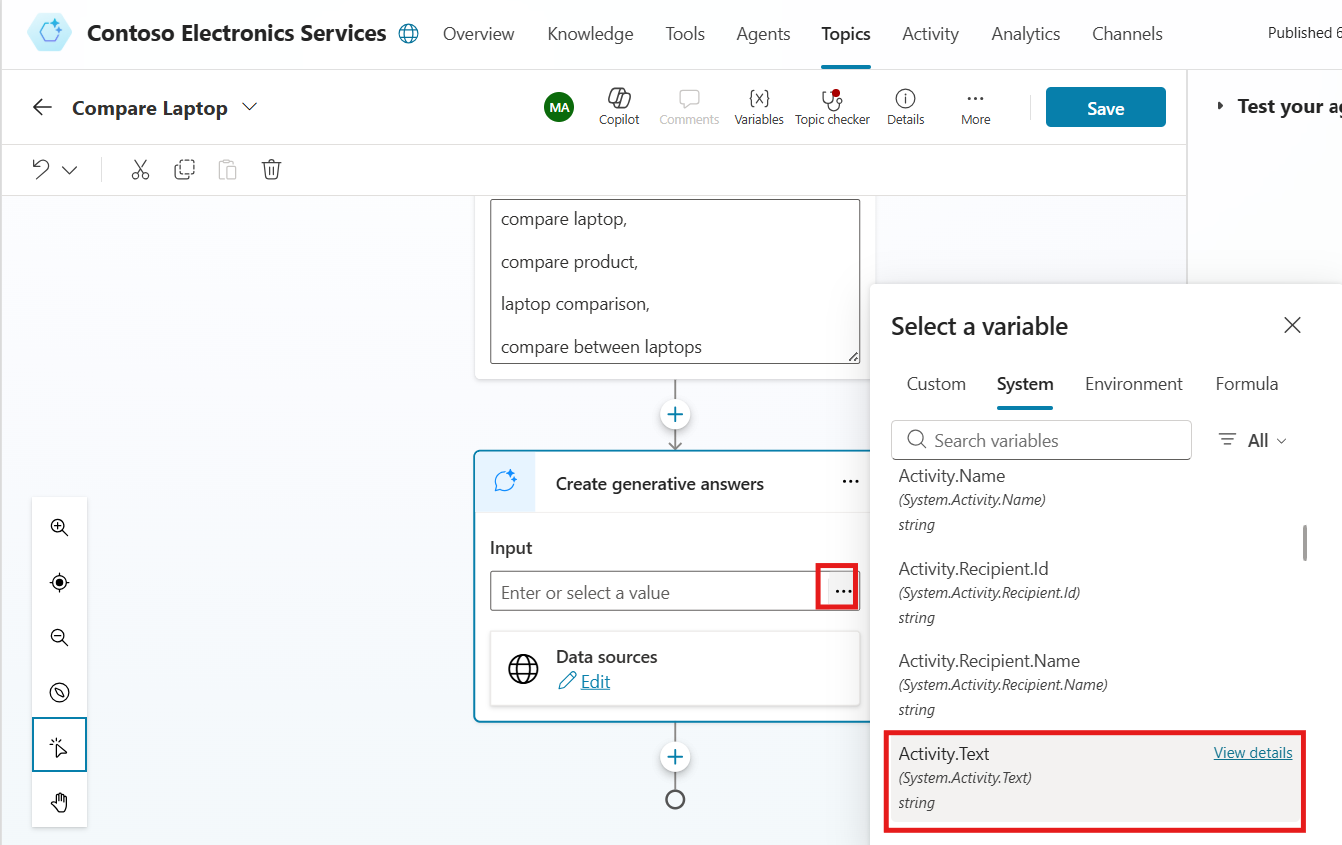 Contoso Electronics Services
Overview
Knowledge
Tools
Agents
Topics
Activity
Analytics
Channels
Published 6
Compare Laptop
MA
Copilot
Comments
{x}
Variables
Topic checker
Details
More
Save
Test your ag
compare laptop,
compare product,
laptop comparison,
compare between laptops
Create generative answers
Input
Enter or select a value
Data sources
Edit
Select a variable
Custom
System
Environment
Formula
Search variables
All
Activity.Name
(System.Activity.Name)
string
Activity.Recipient.Id
(System.Activity.Recipient.Id)
string
Activity.Recipient.Name
(System.Activity.Recipient.Name)
string
Activity.Text
View details
(System.Activity.Text)
string